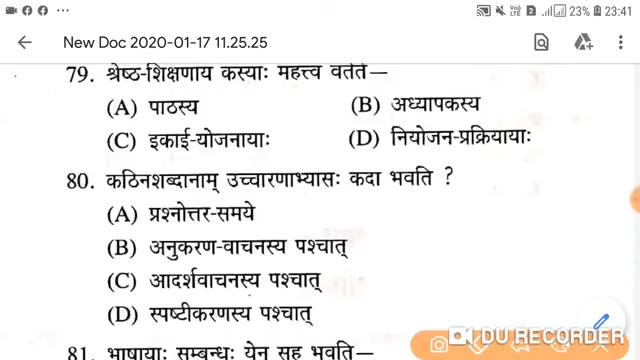 23% 23:41
New Doc 2020-01-17 11.25.25
79. श्रेष्ठ-शिक्षणाय कस्याः महत्त्व वर्तते—
(A) पाठस्य (B) अध्यापकस्य
(C) इकाई-योजनायाः (D) नियोजन-प्रक्रियायाः
80. कठिनशब्दानाम् उच्चारणाभ्यासः कदा भवति ?
(A) प्रश्नोत्तर-समये
(B) अनुकरण-वाचनस्य पश्चात्
(C) आदर्शवाचनस्य पश्चात्
(D) स्पष्टीकरणस्य पश्चात्
81. भाषायाः सम्बन्धः येन सह भवति—
DU RECORDER